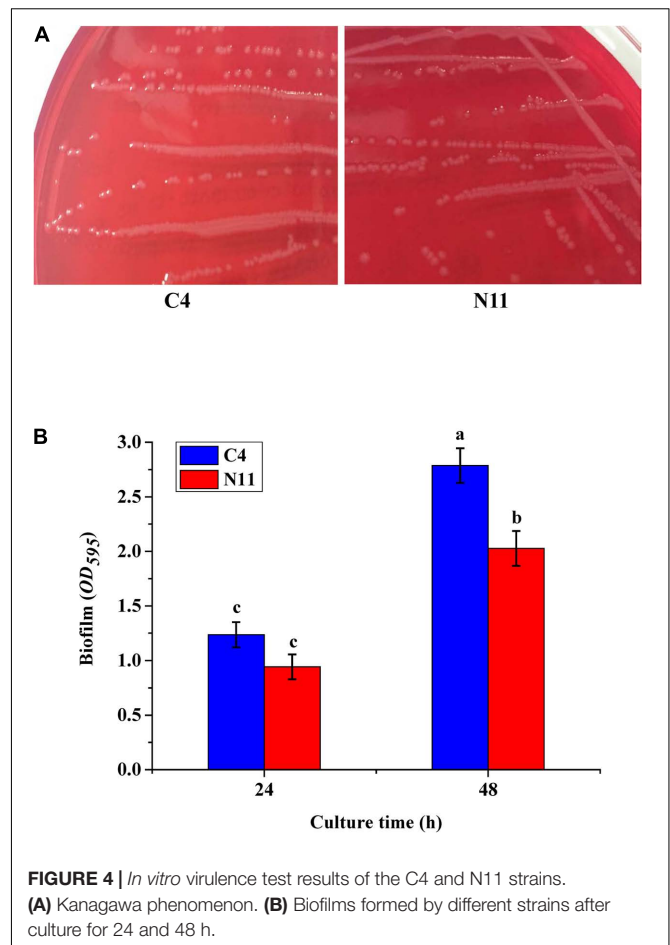 A
C4
N11
B
a
b
c
c
C4
N11
3.0
2.5
2.0
1.5
1.0
0.5
0.0
Biofilm (OD595)
24
48
Culture time (h)
FIGURE 4 | In vitro virulence test results of the C4 and N11 strains.
(A) Kanagawa phenomenon. (B) Biofilms formed by different strains after
culture for 24 and 48 h.